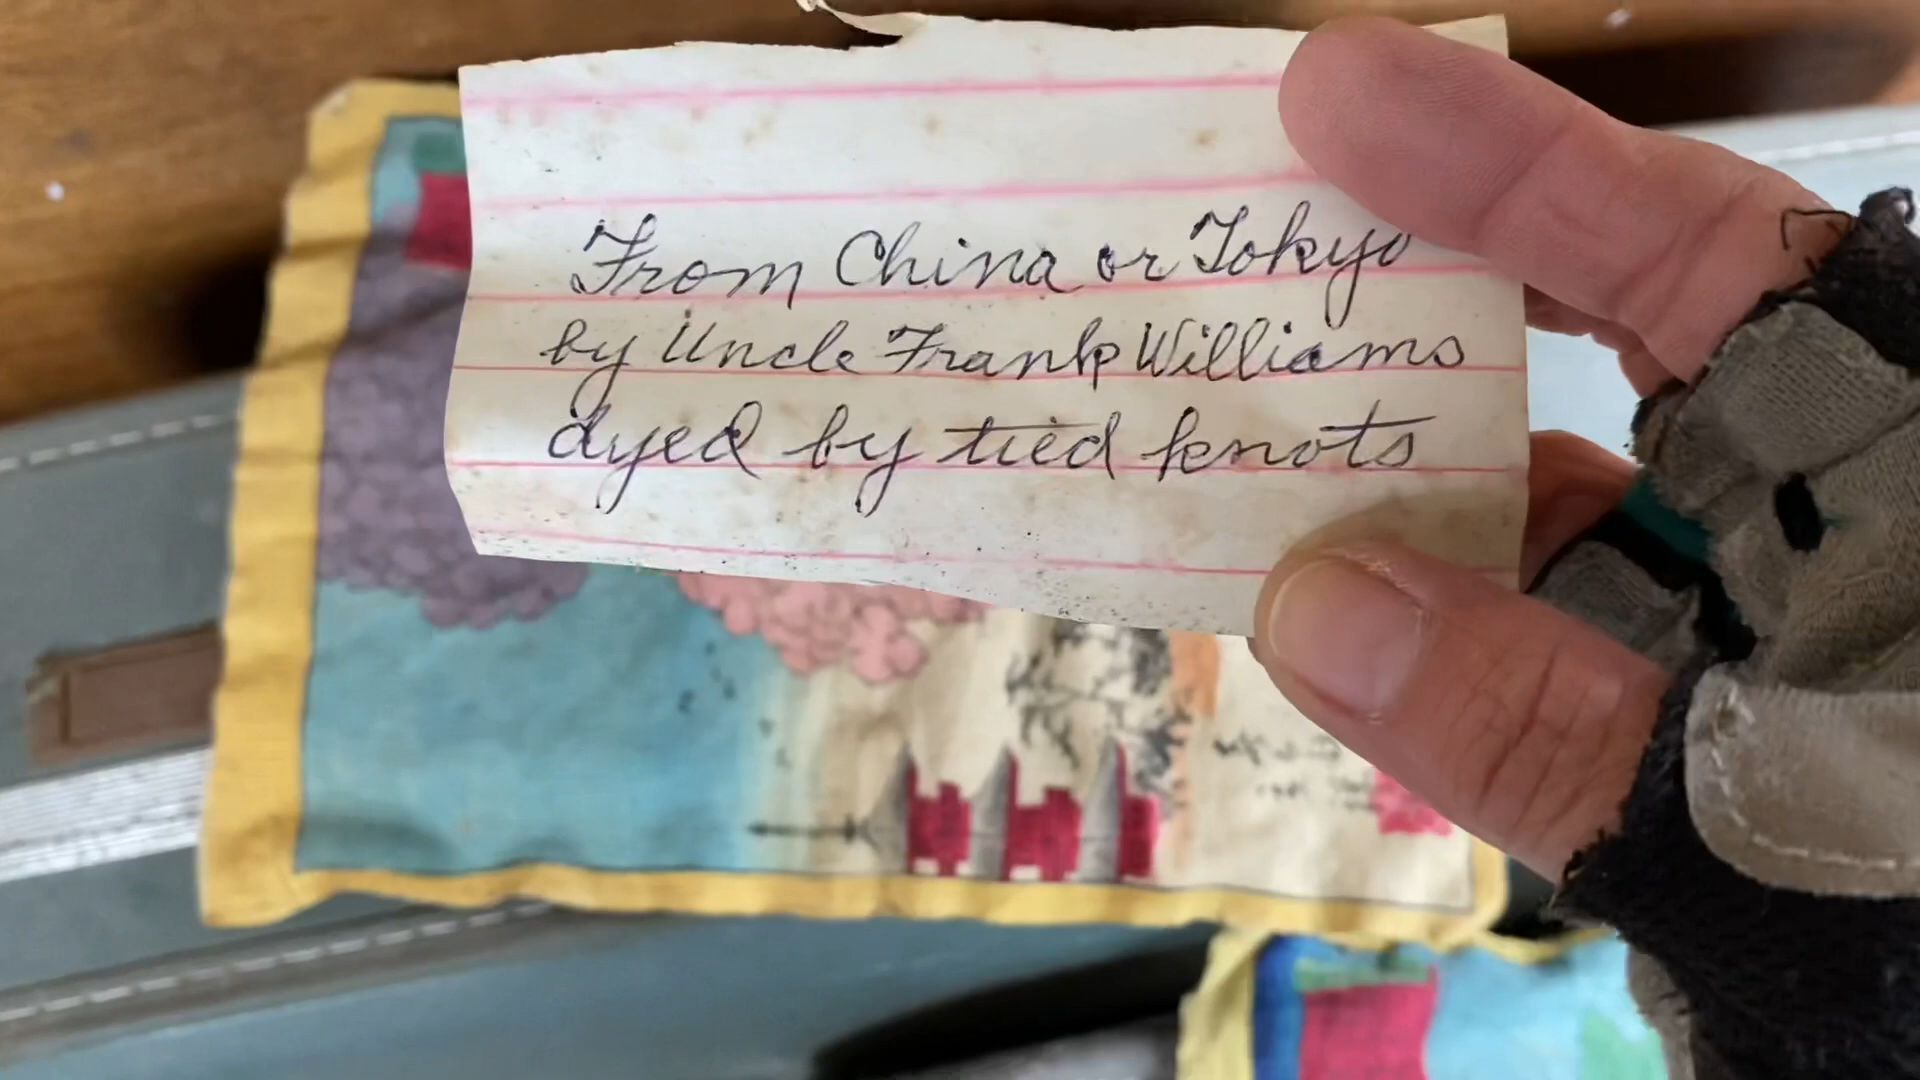 From China or Tokyo
by Uncle Frank Williams
dyed by tied knots